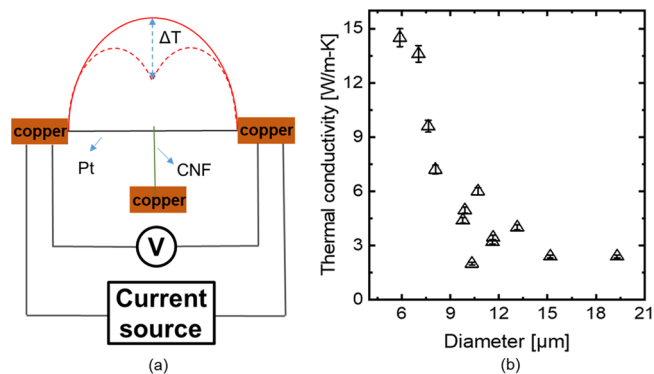 ΔT
copper
copper
Pt
CNF
copper
V
Current
source
(a)
Thermal conductivity [W/m-K]
15
12
9
6
3
0
6
9
12
15
18
21
Diameter [μm]
(b)